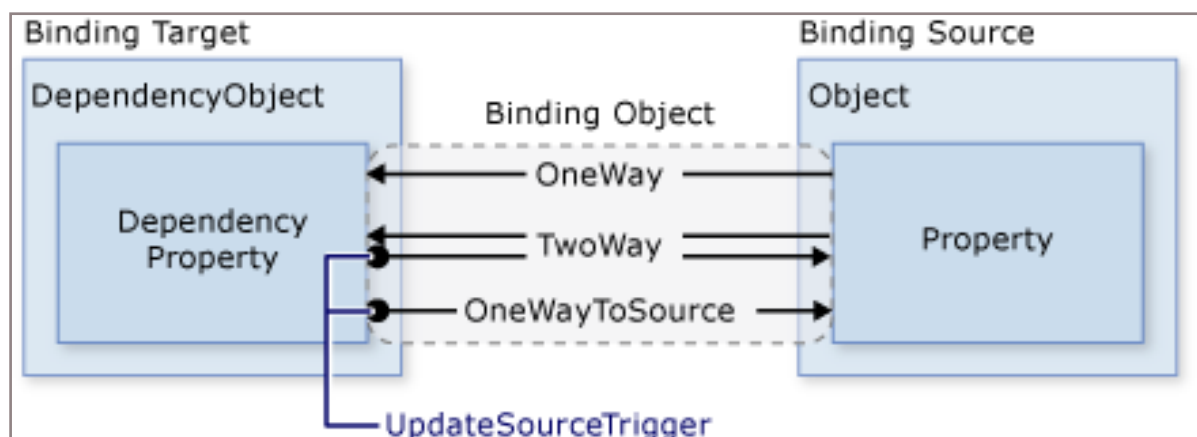 Binding Target
Binding Source
DependencyObject
Object
Binding Object
OneWay
Dependency
Property
TwoWay
Property
OneWayToSource
UpdateSourceTrigger